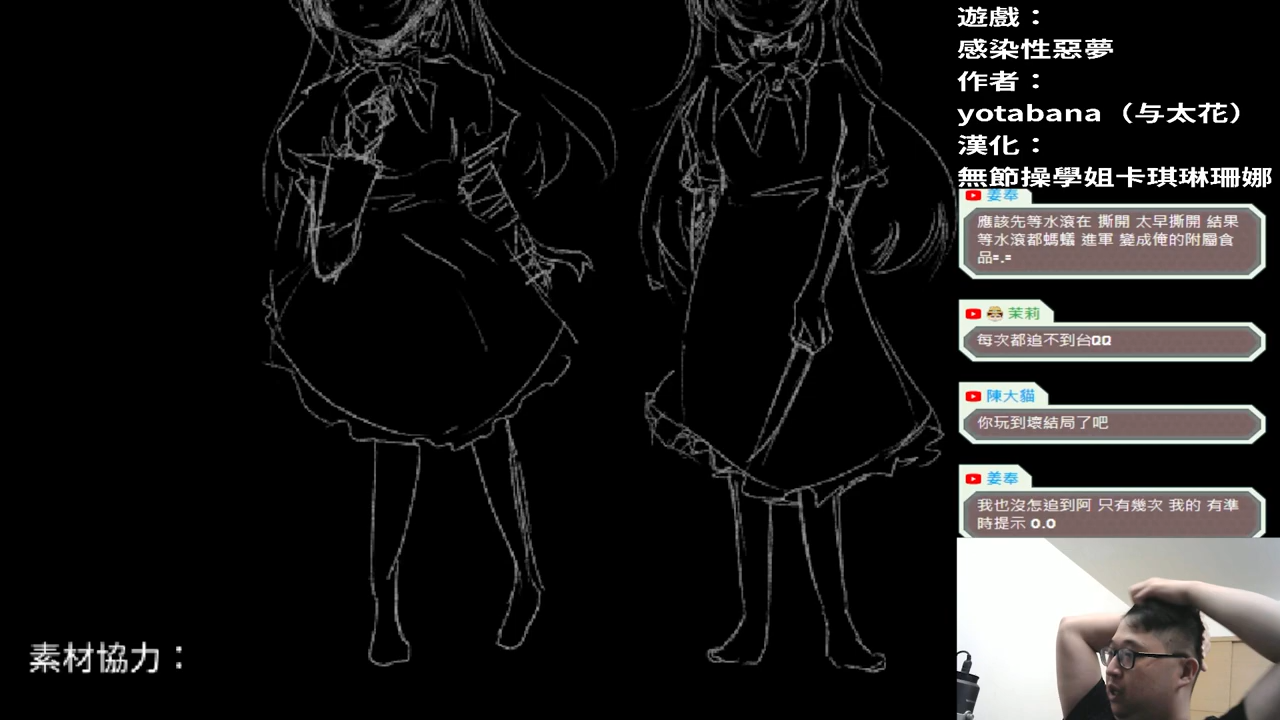 遊戲：
感染性惡夢
作者：
yotabana（与太花）
漢化：
無節操學姐卡琪琳珊娜
姜奉
應該先等水滾在 撕開 太早撕開 結果
等水滾都螞蟻 進軍 變成俺的附屬食
品=.=
茉莉
每次都追不到台QQ
陳大貓
你玩到壞結局了吧
姜奉
我也沒怎追到阿 只有幾次 我的 有準
時提示 0.0
素材協力：